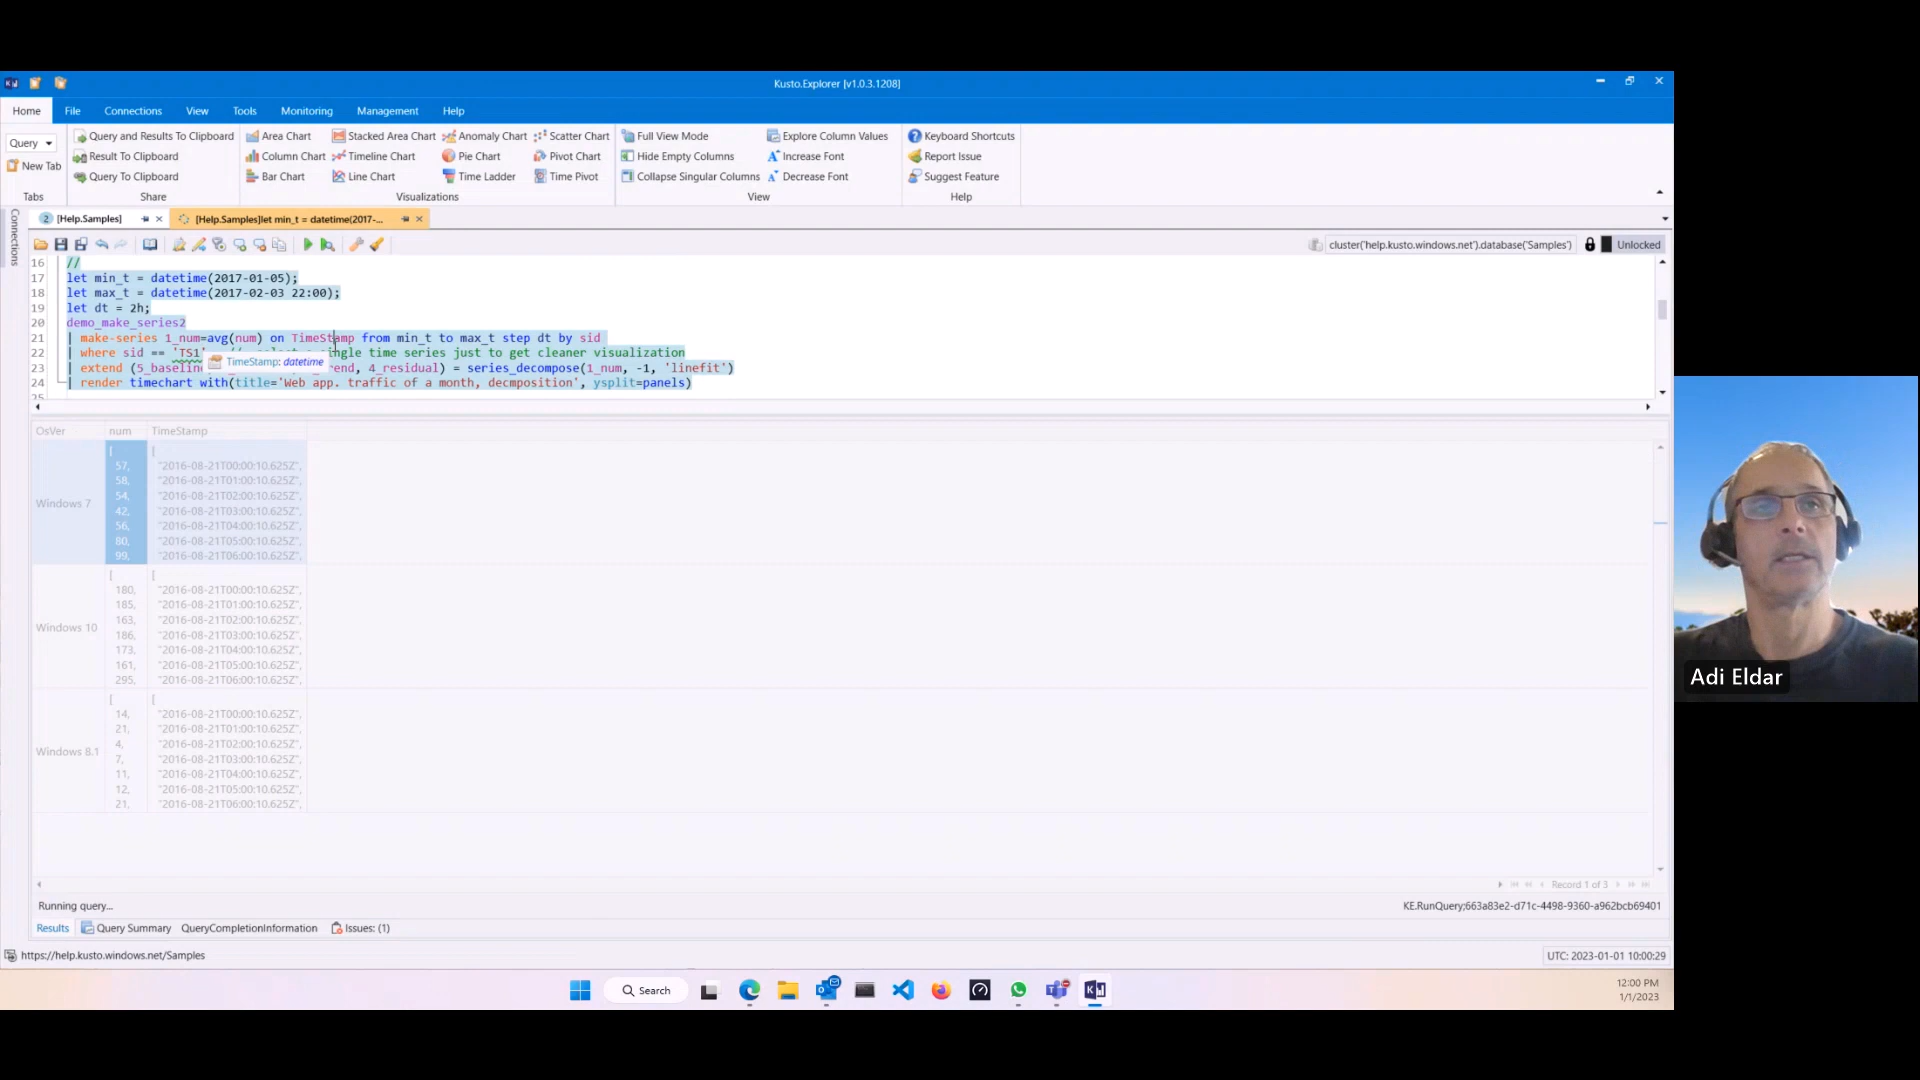 Kusto.Explorer [v1.0.3.1208]
Home File Connections View Tools Monitoring Management Help
Query
New Tab
Tabs
Query and Results To Clipboard
Result To Clipboard
Query To Clipboard
Share
Area Chart Stacked Area Chart Anomaly Chart Scatter Chart
Column Chart Timeline Chart Pie Chart Pivot Chart
Bar Chart Line Chart Time Ladder Time Pivot
Visualizations
Full View Mode Explore Column Values
Hide Empty Columns Increase Font
Collapse Singular Columns Decrease Font
View
Keyboard Shortcuts
Report Issue
Suggest Feature
Help
Connections
2 [Help.Samples]
[Help.Samples]let min_t = datetime(2017-...
cluster('help.kusto.windows.net').database('Samples') Unlocked
16 //
17 let min_t = datetime(2017-01-05);
18 let max_t = datetime(2017-02-03 22:00);
19 let dt = 2h;
20 demo_make_series2
21 | make-series 1_num=avg(num) on TimeStamp from min_t to max_t step dt by sid
22 | where sid == 'TS1' single time series just to get cleaner visualization
23 | extend (5_baseline 4_residual) = series_decompose(1_num, -1, 'linefit')
24 | render timechart with(title='Web app. traffic of a month, decmposition', ysplit=panels)
25
TimeStamp: datetime
OsVer num TimeStamp
Windows 7
[ [
57, "2016-08-21T00:00:10.625Z",
58, "2016-08-21T01:00:10.625Z",
54, "2016-08-21T02:00:10.625Z",
42, "2016-08-21T03:00:10.625Z",
56, "2016-08-21T04:00:10.625Z",
80, "2016-08-21T05:00:10.625Z",
99, "2016-08-21T06:00:10.625Z",
Windows 10
[ [
180, "2016-08-21T00:00:10.625Z",
185, "2016-08-21T01:00:10.625Z",
163, "2016-08-21T02:00:10.625Z",
186, "2016-08-21T03:00:10.625Z",
173, "2016-08-21T04:00:10.625Z",
161, "2016-08-21T05:00:10.625Z",
295, "2016-08-21T06:00:10.625Z",
Windows 8.1
[ [
14, "2016-08-21T00:00:10.625Z",
21, "2016-08-21T01:00:10.625Z",
4, "2016-08-21T02:00:10.625Z",
7, "2016-08-21T03:00:10.625Z",
11, "2016-08-21T04:00:10.625Z",
12, "2016-08-21T05:00:10.625Z",
21, "2016-08-21T06:00:10.625Z",
Record 1 of 3
Running query... KE.RunQuery;663a83e2-d71c-4498-9360-a962bcb69401
Results Query Summary QueryCompletionInformation Issues: (1)
https://help.kusto.windows.net/Samples UTC: 2023-01-01 10:00:29
Search
12:00 PM
1/1/2023
Adi Eldar